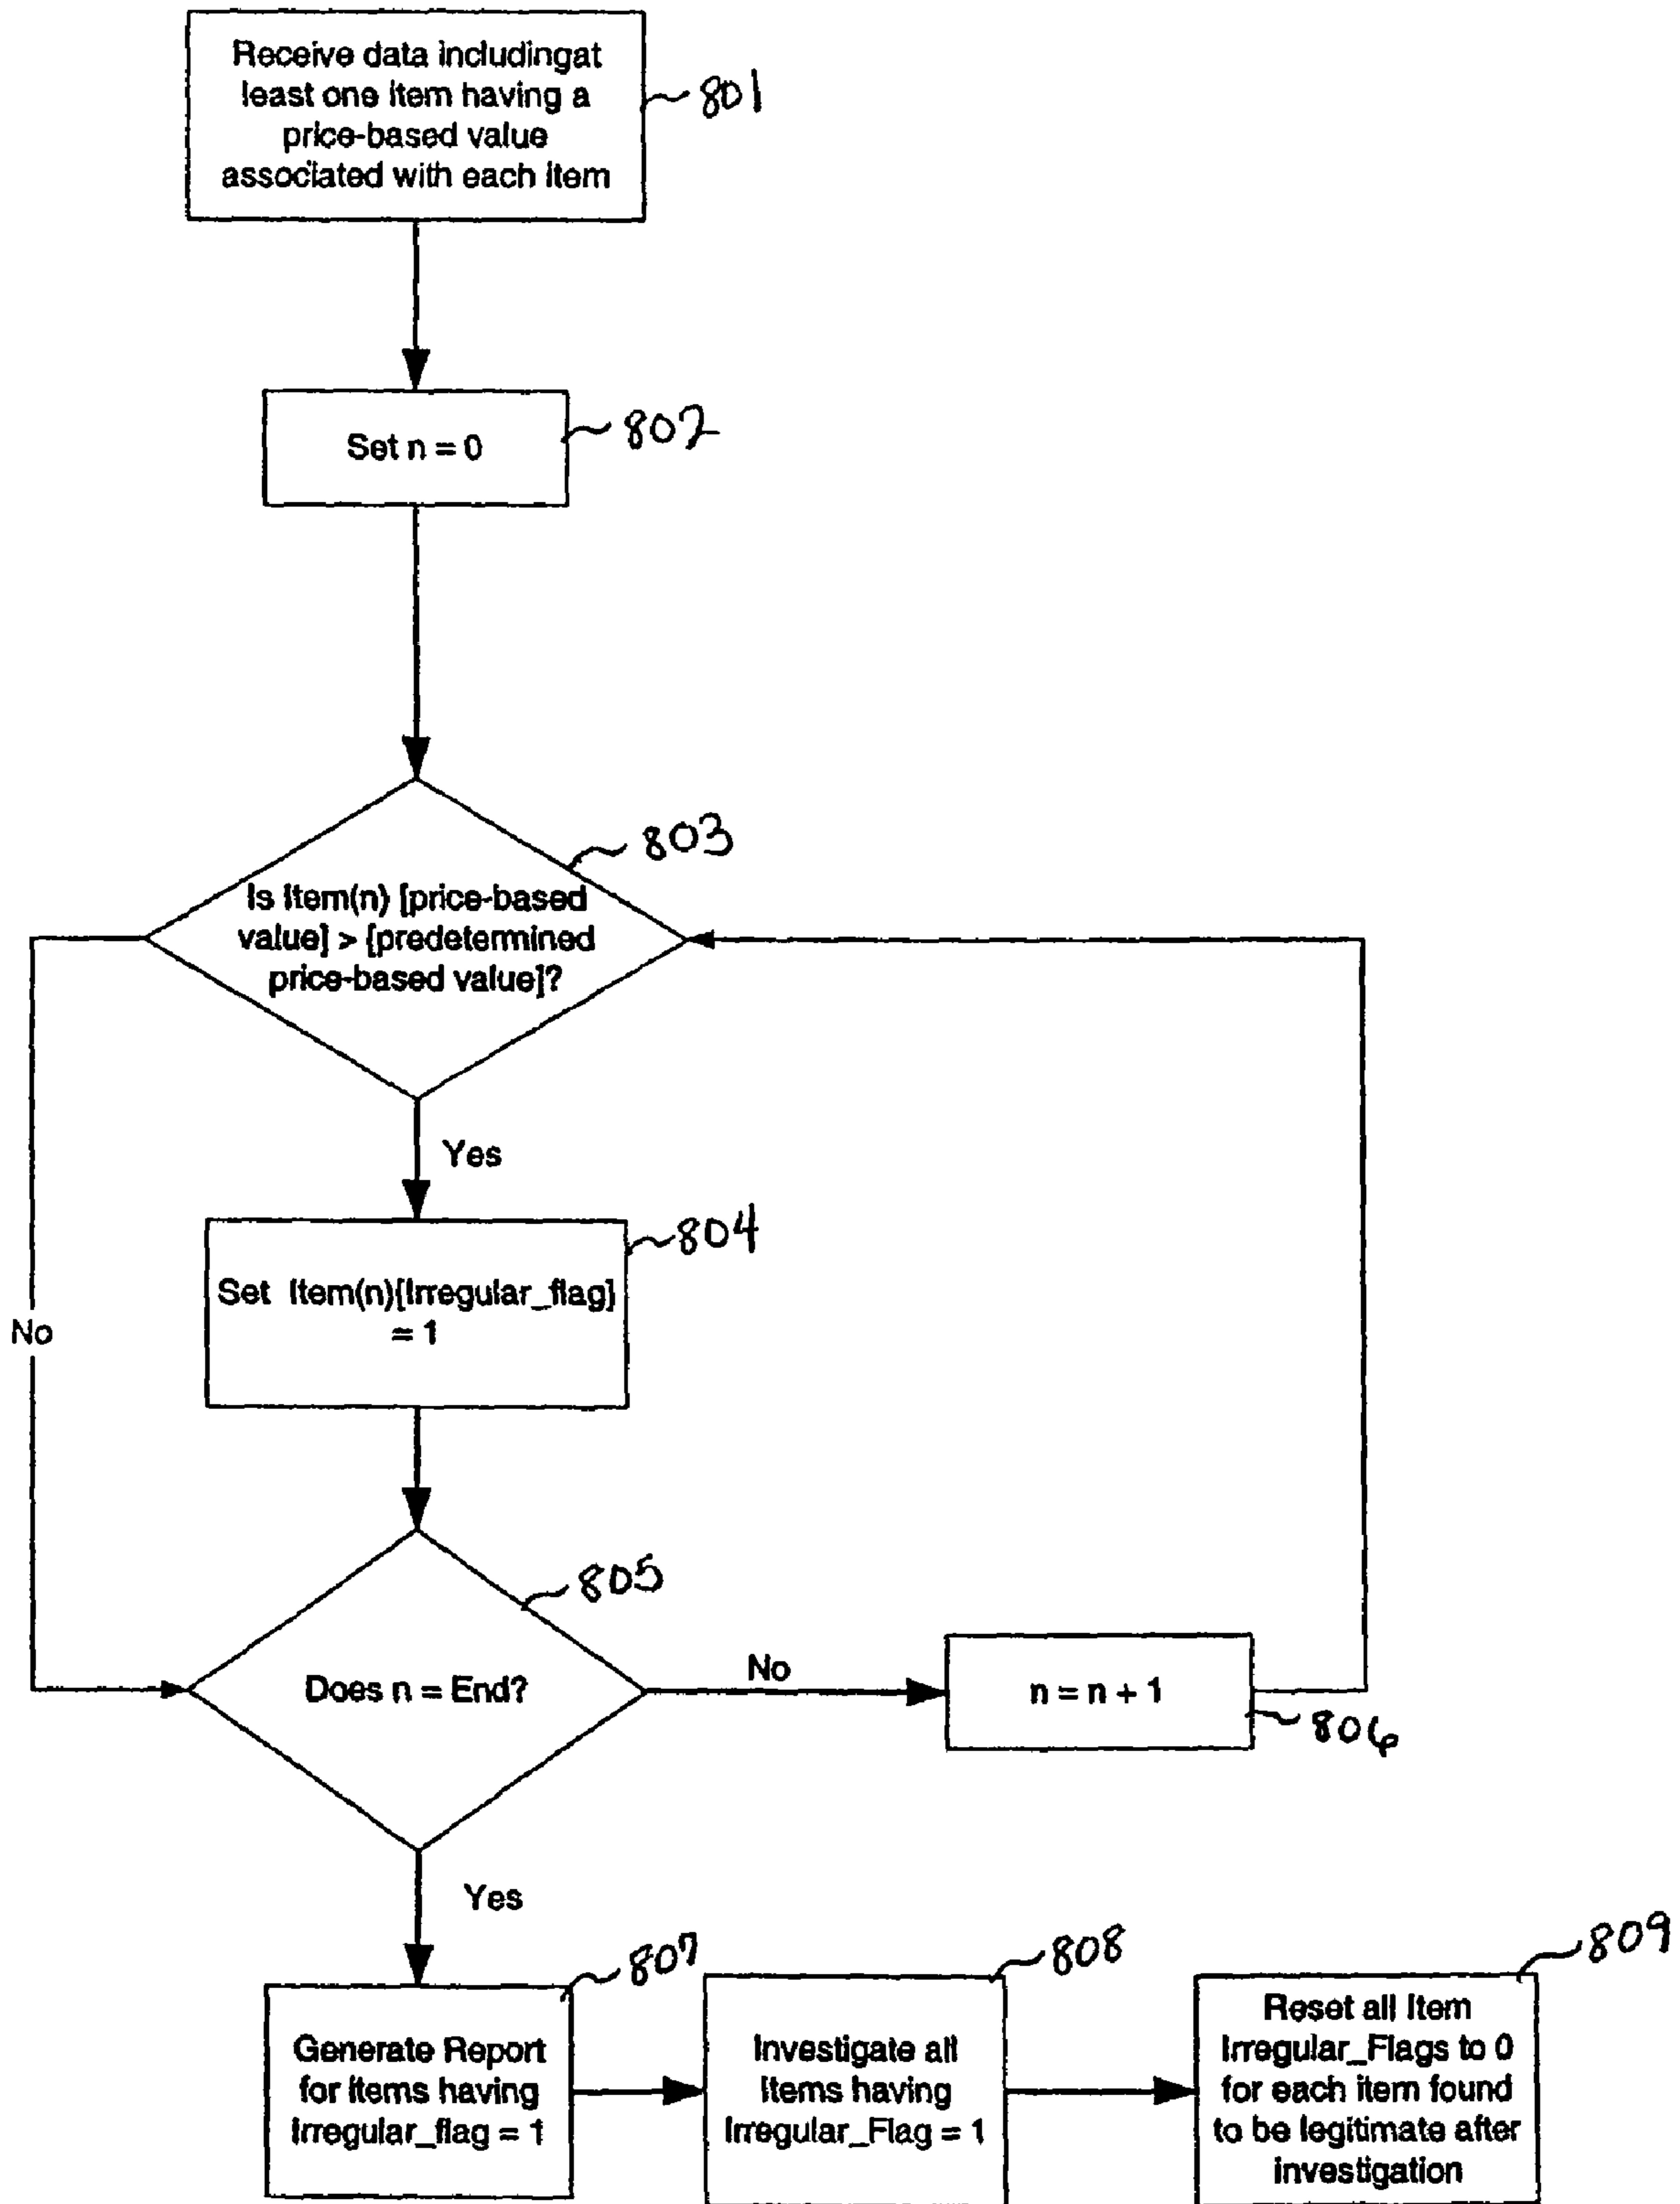 Receive data includingat
least one item having a
price-based value
associated with each item
801
Set n = 0
802
803
Is Item(n) [price-based
value] > [predetermined
price-based value]?
Yes
804
Set Item(n)[Irregular_flag]
= 1
No
805
Does n = End?
No
n = n + 1
806
Yes
807
Generate Report
for items having
Irregular_flag = 1
808
Investigate all
Items having
Irregular_Flag = 1
809
Reset all Item
Irregular_Flags to 0
for each item found
to be legitimate after
investigation